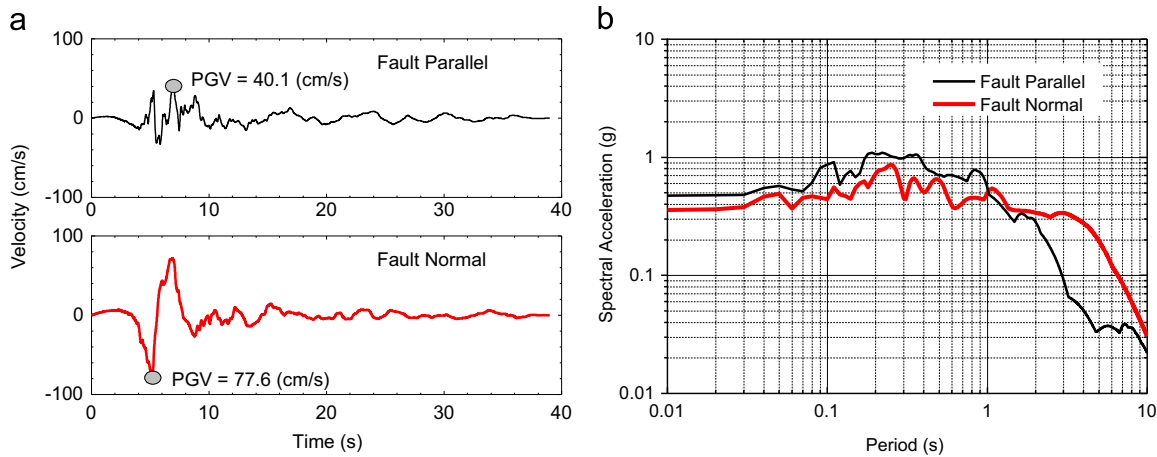 a
100
Fault Parallel
PGV = 40.1 (cm/s)
0
-100
0
10
20
30
40
100
Fault Normal
0
PGV = 77.6 (cm/s)
-100
0
10
20
30
40
Velocity (cm/s)
Time (s)
b
10
Fault Parallel
Fault Normal
1
0.1
0.01
0.01
0.1
1
10
Spectral Acceleration (g)
Period (s)